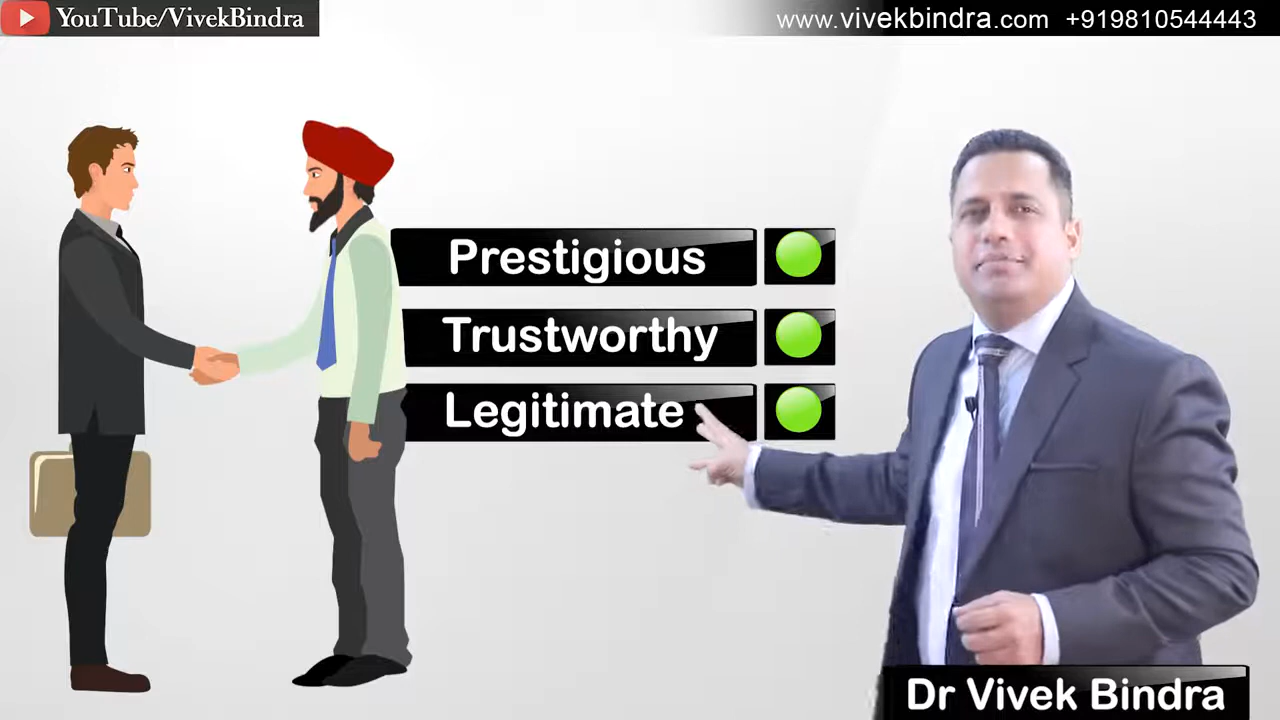 YouTube/VivekBindra
www.vivekbindra.com +919810544443
Prestigious
Trustworthy
Legitimate
Dr Vivek Bindra